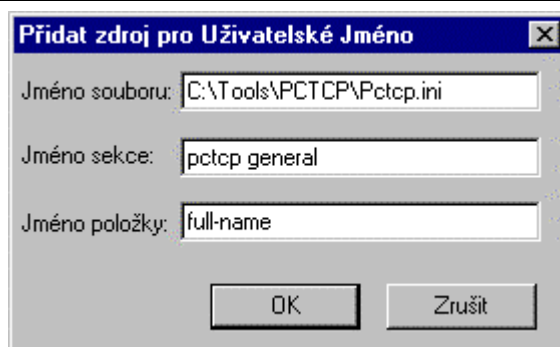 Přidat zdroj pro Uživatelské Jméno
Jméno souboru: C:\Tools\PCTCP\Pctcp.ini
Jméno sekce: pctcp general
Jméno položky: full-name
OK Zrušit